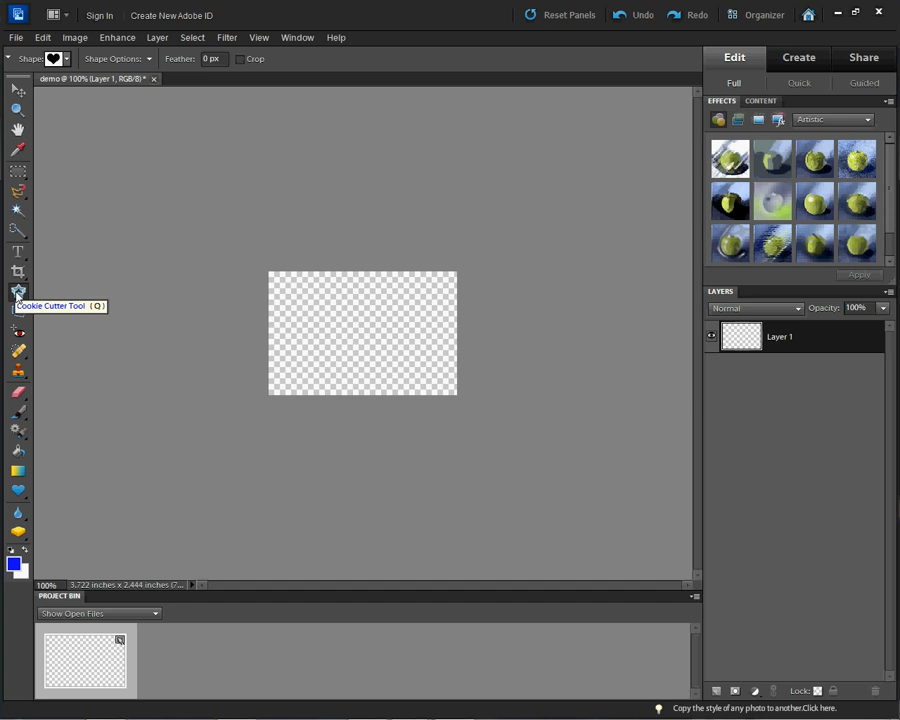 Sign In Create New Adobe ID Reset Panels Undo Redo Organizer
File Edit Image Enhance Layer Select Filter View Window Help
Shape: Shape Options: Feather: 0 px Crop
Edit Create Share
demo @ 100% (Layer 1, RGB/8) * ×
Full Quick Guided
EFFECTS CONTENT
Artistic
Apply
LAYERS
Normal Opacity: 100%
Cookie Cutter Tool (Q)
Layer 1
T
100% 3.722 inches x 2.444 inches (7...
PROJECT BIN
Show Open Files
Lock:
Copy the style of any photo to another.Click here.